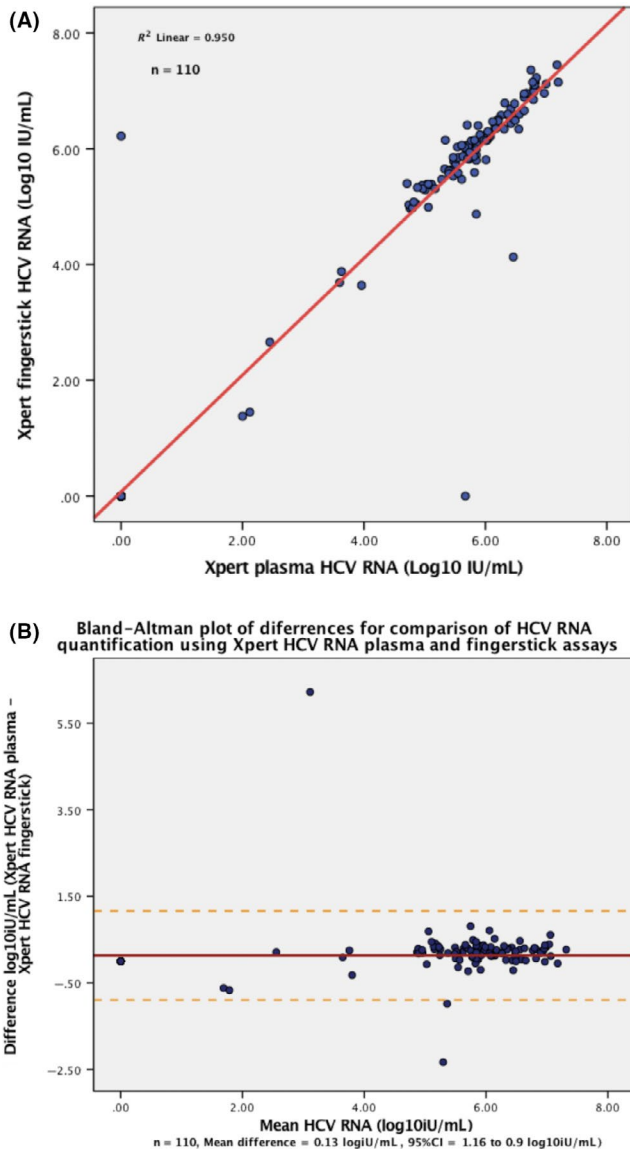 (A)
R² Linear = 0.950
n = 110
8.00
6.00
4.00
2.00
.00
Xpert fingerstick HCV RNA (Log10 IU/mL)
.00 2.00 4.00 6.00 8.00
Xpert plasma HCV RNA (Log10 IU/mL)
(B)
Bland-Altman plot of diferrences for comparison of HCV RNA
quantification using Xpert HCV RNA plasma and fingerstick assays
Difference log10iU/mL (Xpert HCV RNA plasma –
Xpert HCV RNA fingerstick)
5.50
3.50
1.50
-.50
-2.50
.00 2.00 4.00 6.00 8.00
Mean HCV RNA (log10iU/mL)
n = 110, Mean difference = 0.13 logiU/mL , 95%CI = 1.16 to 0.9 log10iU/mL)